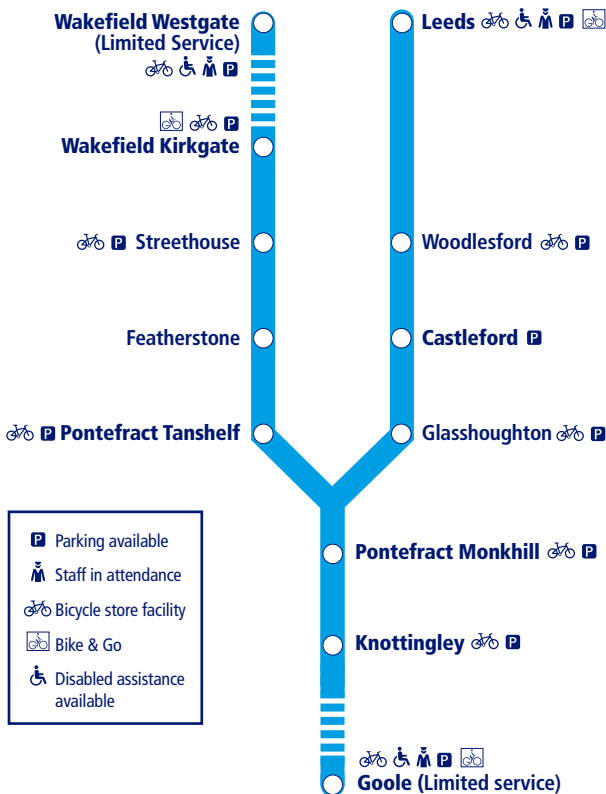 Wakefield Westgate
(Limited Service)
P
P
Wakefield Kirkgate
P Streethouse
Featherstone
P Pontefract Tanshelf
Leeds P
Woodlesford P
Castleford P
Glasshoughton P
Pontefract Monkhill P
Knottingley P
P
Goole (Limited service)
P Parking available
Staff in attendance
Bicycle store facility
Bike & Go
Disabled assistance
available